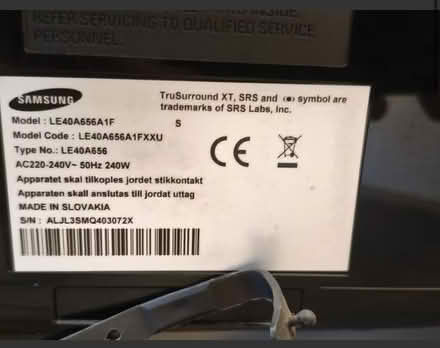 REFER SERVICING TO QUALIFIED SERVICE
PERSONNEL.
SAMSUNG
TruSurround XT, SRS and (●) symbol are
trademarks of SRS Labs, Inc.
Model : LE40A656A1F S
Model Code : LE40A656A1FXXU
Type No.: LE40A656
AC220-240V~ 50Hz 240W
CE
Apparatet skal tilkoples jordet stikkontakt
Apparaten skall anslutas till jordat uttag
MADE IN SLOVAKIA
S/N : ALJL3SMQ403072X